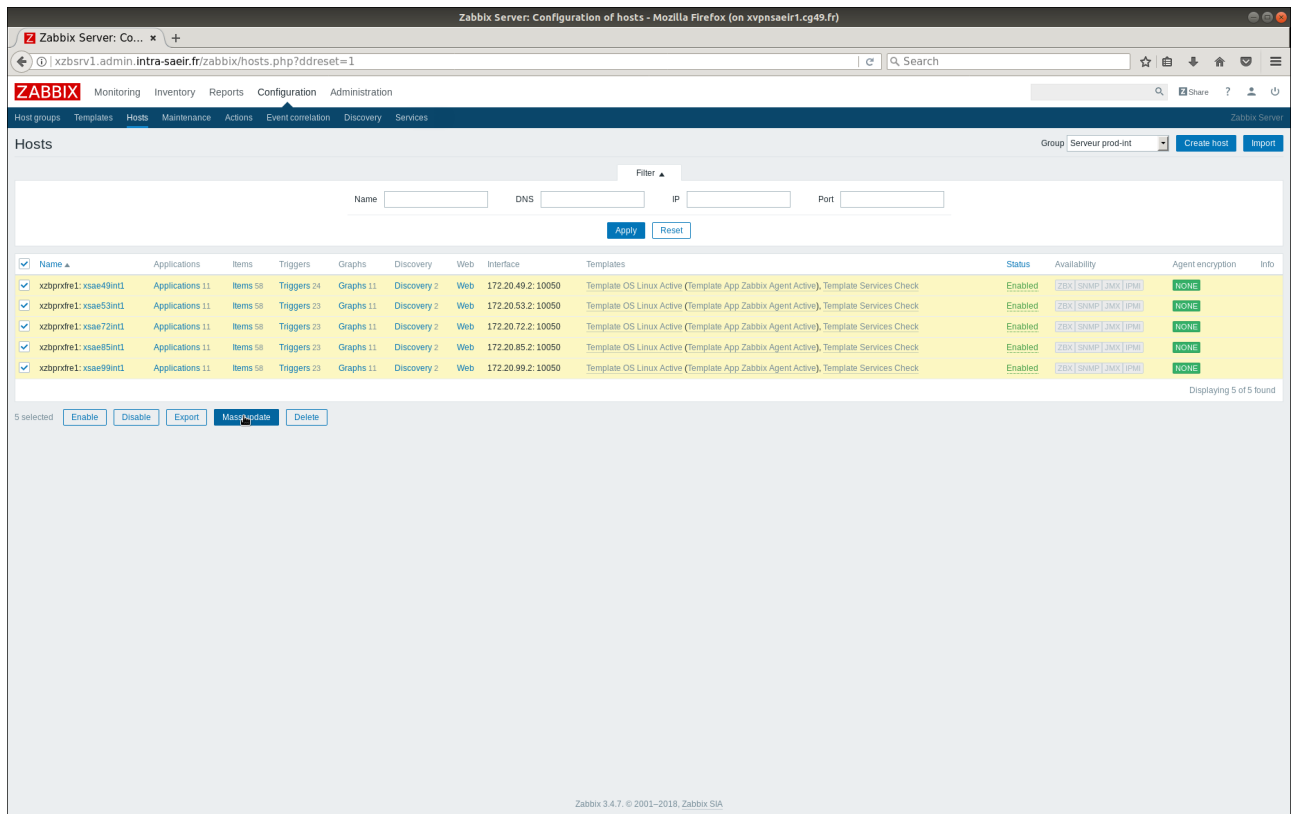 Zabbix Server: Configuration of hosts - Mozilla Firefox (on xvpnsaeir1.cg49.fr)
Z Zabbix Server: Co... × +
xzbsrv1.admin.intra-saeir.fr/zabbix/hosts.php?ddreset=1 Search
ZABBIX Monitoring Inventory Reports Configuration Administration Z Share ?
Host groups Templates Hosts Maintenance Actions Event correlation Discovery Services Zabbix Server
Hosts Group Serveur prod-int Create host Import
Filter ▲
Name DNS IP Port
Apply Reset
Name ▲ Applications Items Triggers Graphs Discovery Web Interface Templates Status Availability Agent encryption Info
xzbprxfre1: xsae49int1 Applications 11 Items 58 Triggers 24 Graphs 11 Discovery 2 Web 172.20.49.2: 10050 Template OS Linux Active (Template App Zabbix Agent Active), Template Services Check Enabled ZBX SNMP JMX IPMI NONE
xzbprxfre1: xsae53int1 Applications 11 Items 58 Triggers 23 Graphs 11 Discovery 2 Web 172.20.53.2: 10050 Template OS Linux Active (Template App Zabbix Agent Active), Template Services Check Enabled ZBX SNMP JMX IPMI NONE
xzbprxfre1: xsae72int1 Applications 11 Items 58 Triggers 23 Graphs 11 Discovery 2 Web 172.20.72.2: 10050 Template OS Linux Active (Template App Zabbix Agent Active), Template Services Check Enabled ZBX SNMP JMX IPMI NONE
xzbprxfre1: xsae85int1 Applications 11 Items 58 Triggers 23 Graphs 11 Discovery 2 Web 172.20.85.2: 10050 Template OS Linux Active (Template App Zabbix Agent Active), Template Services Check Enabled ZBX SNMP JMX IPMI NONE
xzbprxfre1: xsae99int1 Applications 11 Items 58 Triggers 23 Graphs 11 Discovery 2 Web 172.20.99.2: 10050 Template OS Linux Active (Template App Zabbix Agent Active), Template Services Check Enabled ZBX SNMP JMX IPMI NONE
Displaying 5 of 5 found
5 selected Enable Disable Export Mass update Delete
Zabbix 3.4.7. © 2001–2018, Zabbix SIA